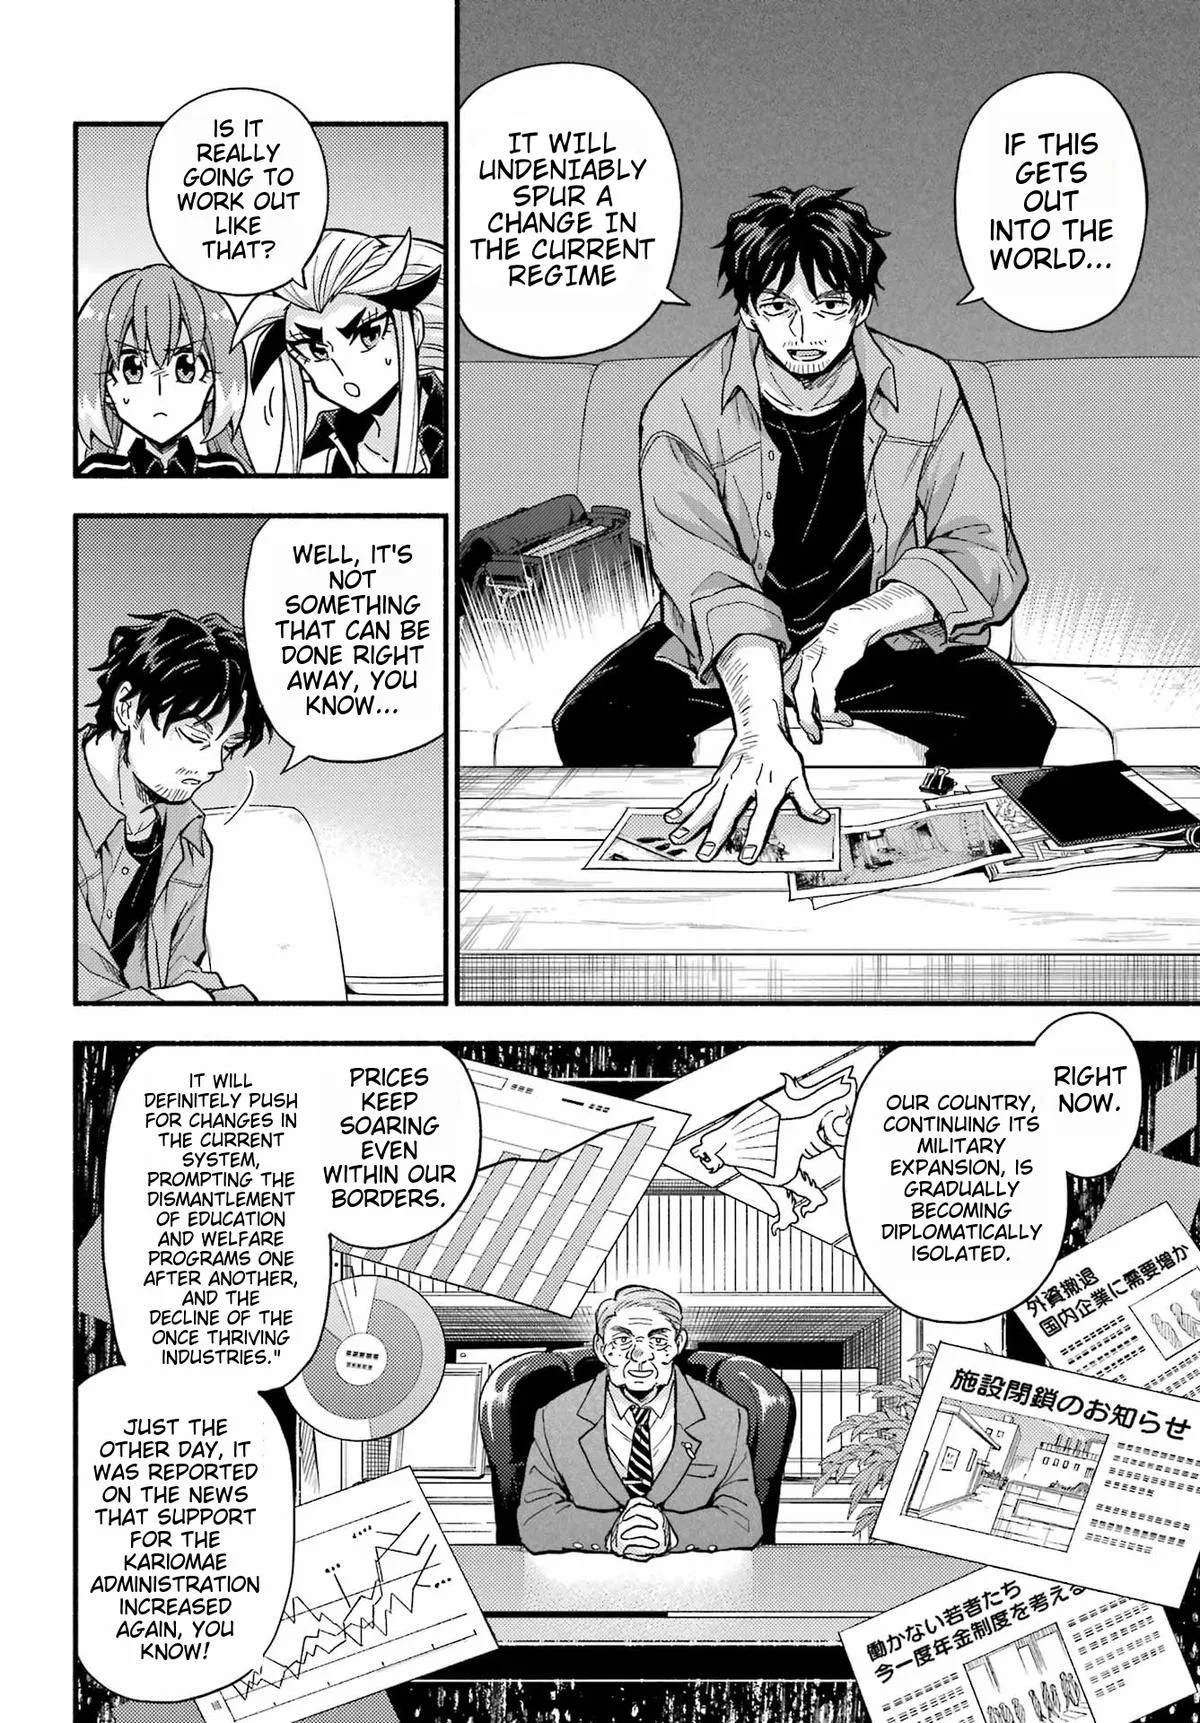 IF THIS
GETS
OUT
INTO THE
WORLD...
IT WILL
UNDENIABLY
SPUR A
CHANGE IN
THE CURRENT
REGIME
IS IT
REALLY
GOING TO
WORK OUT
LIKE
THAT?
WELL, IT'S
NOT
SOMETHING
THAT CAN BE
DONE RIGHT
AWAY, YOU
KNOW...
RIGHT
NOW.
OUR COUNTRY,
CONTINUING ITS
MILITARY
EXPANSION, IS
GRADUALLY
BECOMING
DIPLOMATICALLY
ISOLATED.
PRICES
KEEP
SOARING
EVEN
WITHIN OUR
BORDERS.
IT WILL
DEFINITELY PUSH
FOR CHANGES IN
THE CURRENT
SYSTEM,
PROMPTING THE
DISMANTLEMENT
OF EDUCATION
AND WELFARE
PROGRAMS ONE
AFTER ANOTHER,
AND THE
DECLINE OF THE
ONCE THRIVING
INDUSTRIES."
JUST THE
OTHER DAY, IT
WAS REPORTED
ON THE NEWS
THAT SUPPORT
FOR THE
KARIOMAE
ADMINISTRATION
INCREASED
AGAIN, YOU
KNOW!
外資撤退
国内企業に需要増か
施設閉鎖のお知らせ
働かない若者たち
今一度年金制度を考える